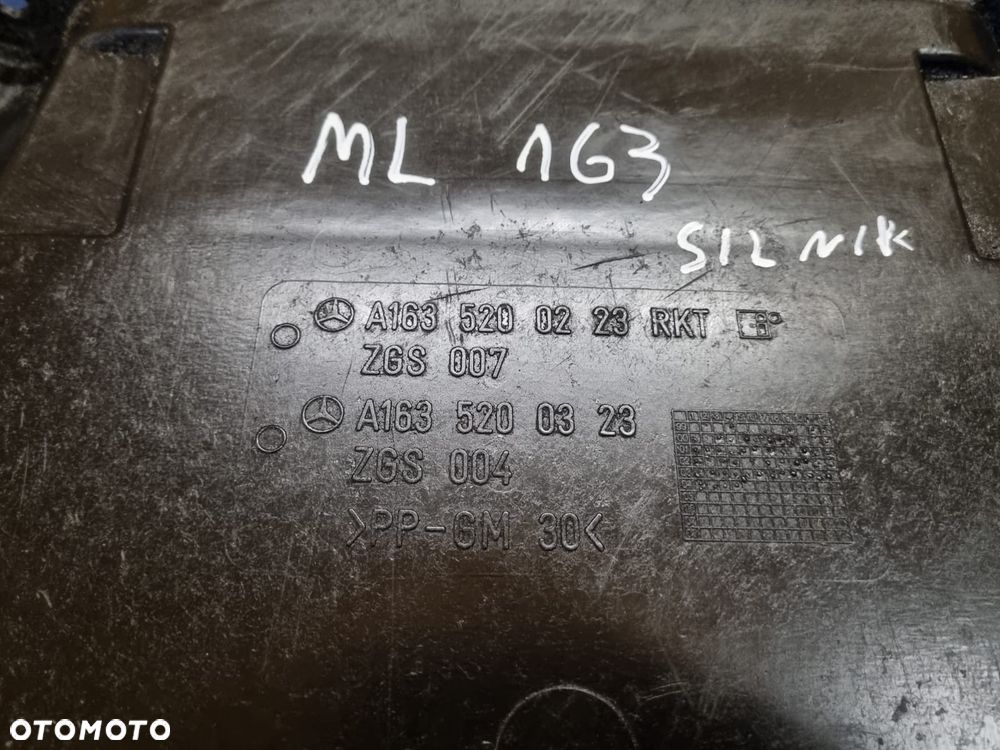 ML 163
SILNIK
A163 520 02 23 RKT
ZGS 007
A163 520 03 23
ZGS 004
>PP-GM 30<
OTOMOTO